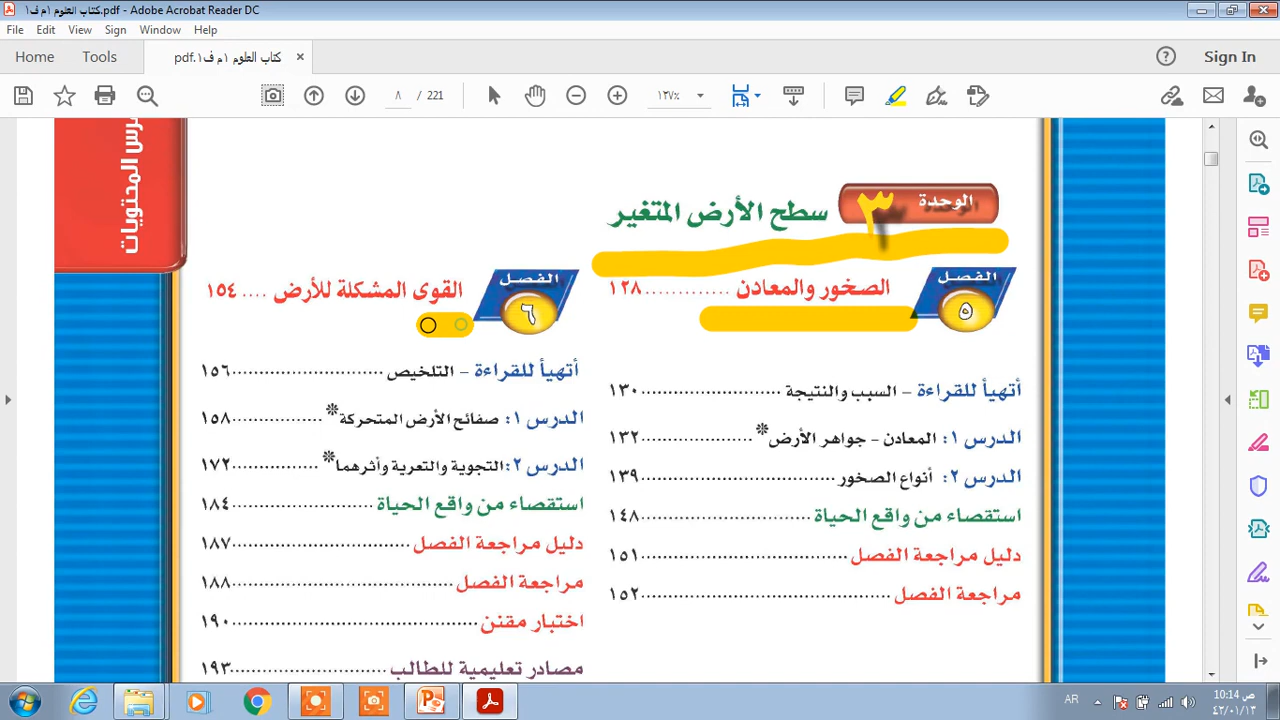 كتاب العلوم ١م ف١.pdf - Adobe Acrobat Reader DC
File Edit View Sign Window Help
Home Tools كتاب العلوم ١م ف١.pdf × Sign In
٨ / 221 ١٢٧٪
الوحدة ٣ سطح الأرض المتغير
الفصل ٥ الصخور والمعادن ............ ١٢٨
أتهيأ للقراءة – السبب والنتيجة ............ ١٣٠
الدرس ١: المعادن – جواهر الأرض* ............ ١٣٢
الدرس ٢: أنواع الصخور ............ ١٣٩
استقصاء من واقع الحياة ............ ١٤٨
دليل مراجعة الفصل ............ ١٥١
مراجعة الفصل ............ ١٥٢
الفصل ٦ القوى المشكلة للأرض .... ١٥٤
أتهيأ للقراءة – التلخيص ............ ١٥٦
الدرس ١: صفائح الأرض المتحركة* ............ ١٥٨
الدرس ٢: التجوية والتعرية وأثرهما* ............ ١٧٢
استقصاء من واقع الحياة ............ ١٨٤
دليل مراجعة الفصل ............ ١٨٧
مراجعة الفصل ............ ١٨٨
اختبار مقنن ............ ١٩٠
مصادر تعليمية للطالب ............ ١٩٣
AR
10:14 ص
٤٢/٠١/١٣